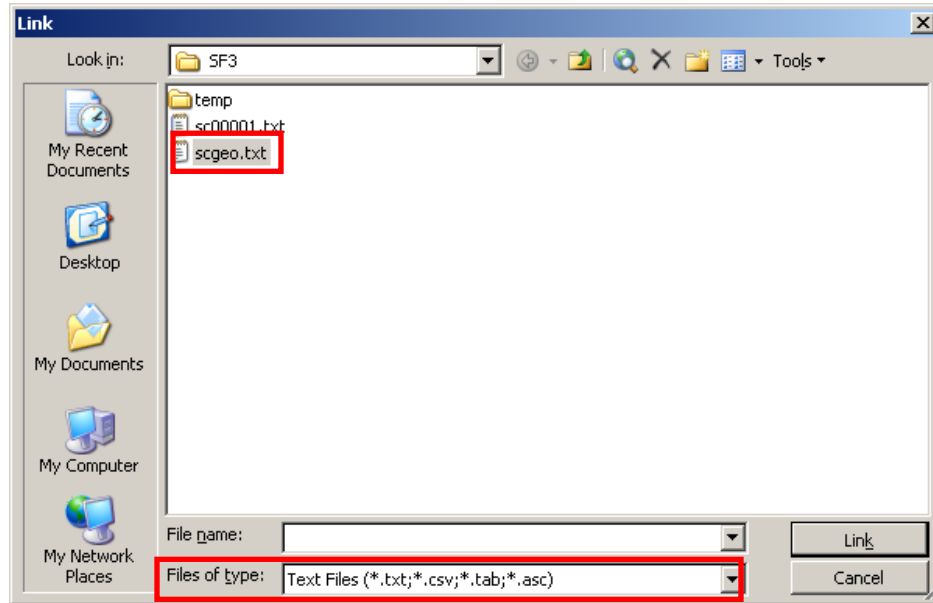 Link
Look in:
SF3
Tools
temp
sc00001.txt
scgeo.txt
My Recent
Documents
Desktop
My Documents
My Computer
My Network
Places
File name:
Link
Files of type:
Text Files (*.txt;*.csv;*.tab;*.asc)
Cancel